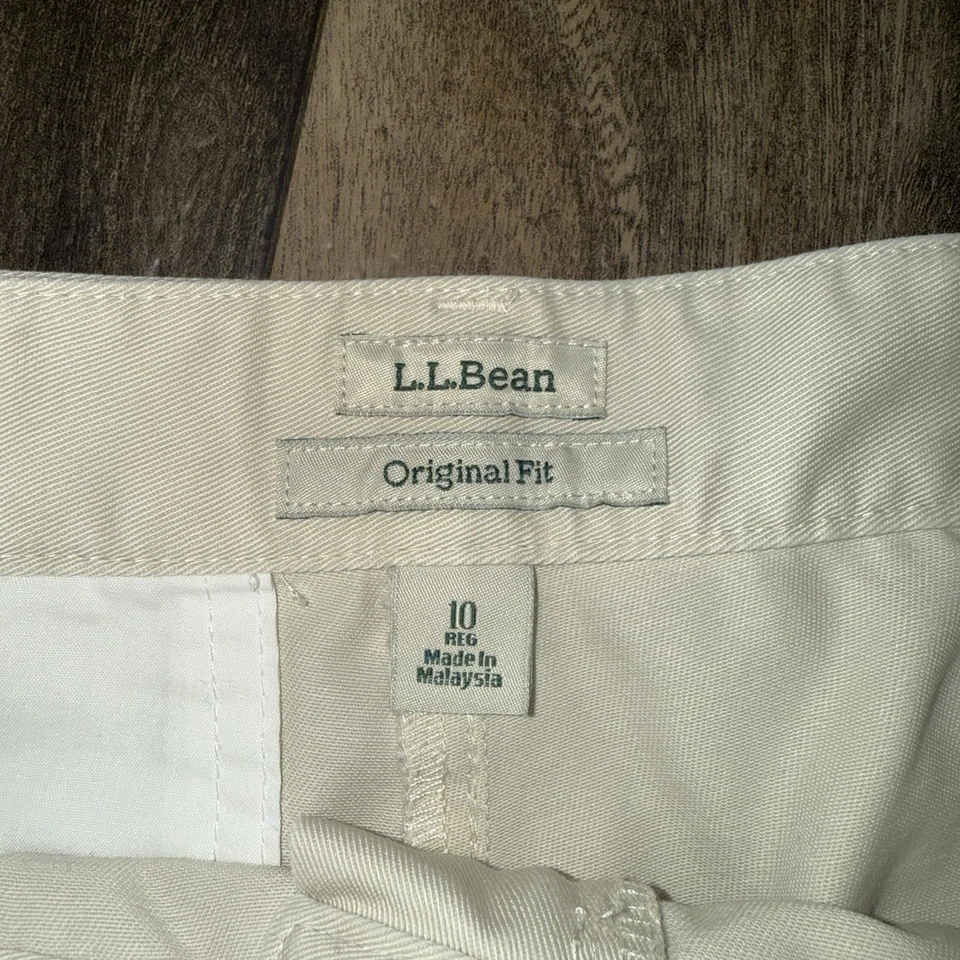 L.L.Bean
Original Fit
10
REG
Made In
Malaysia